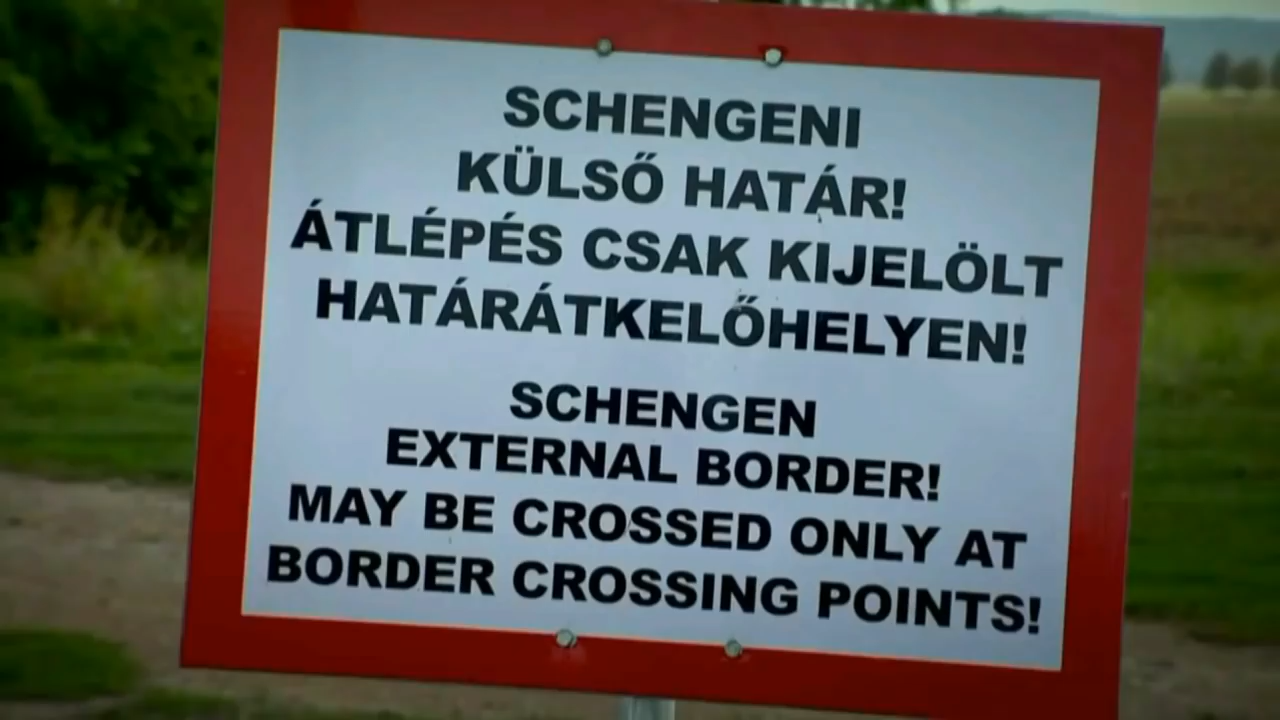 SCHENGENI
KÜLSŐ HATÁR!
ÁTLÉPÉS CSAK KIJELÖLT
HATÁRÁTKELŐHELYEN!
SCHENGEN
EXTERNAL BORDER!
MAY BE CROSSED ONLY AT
BORDER CROSSING POINTS!